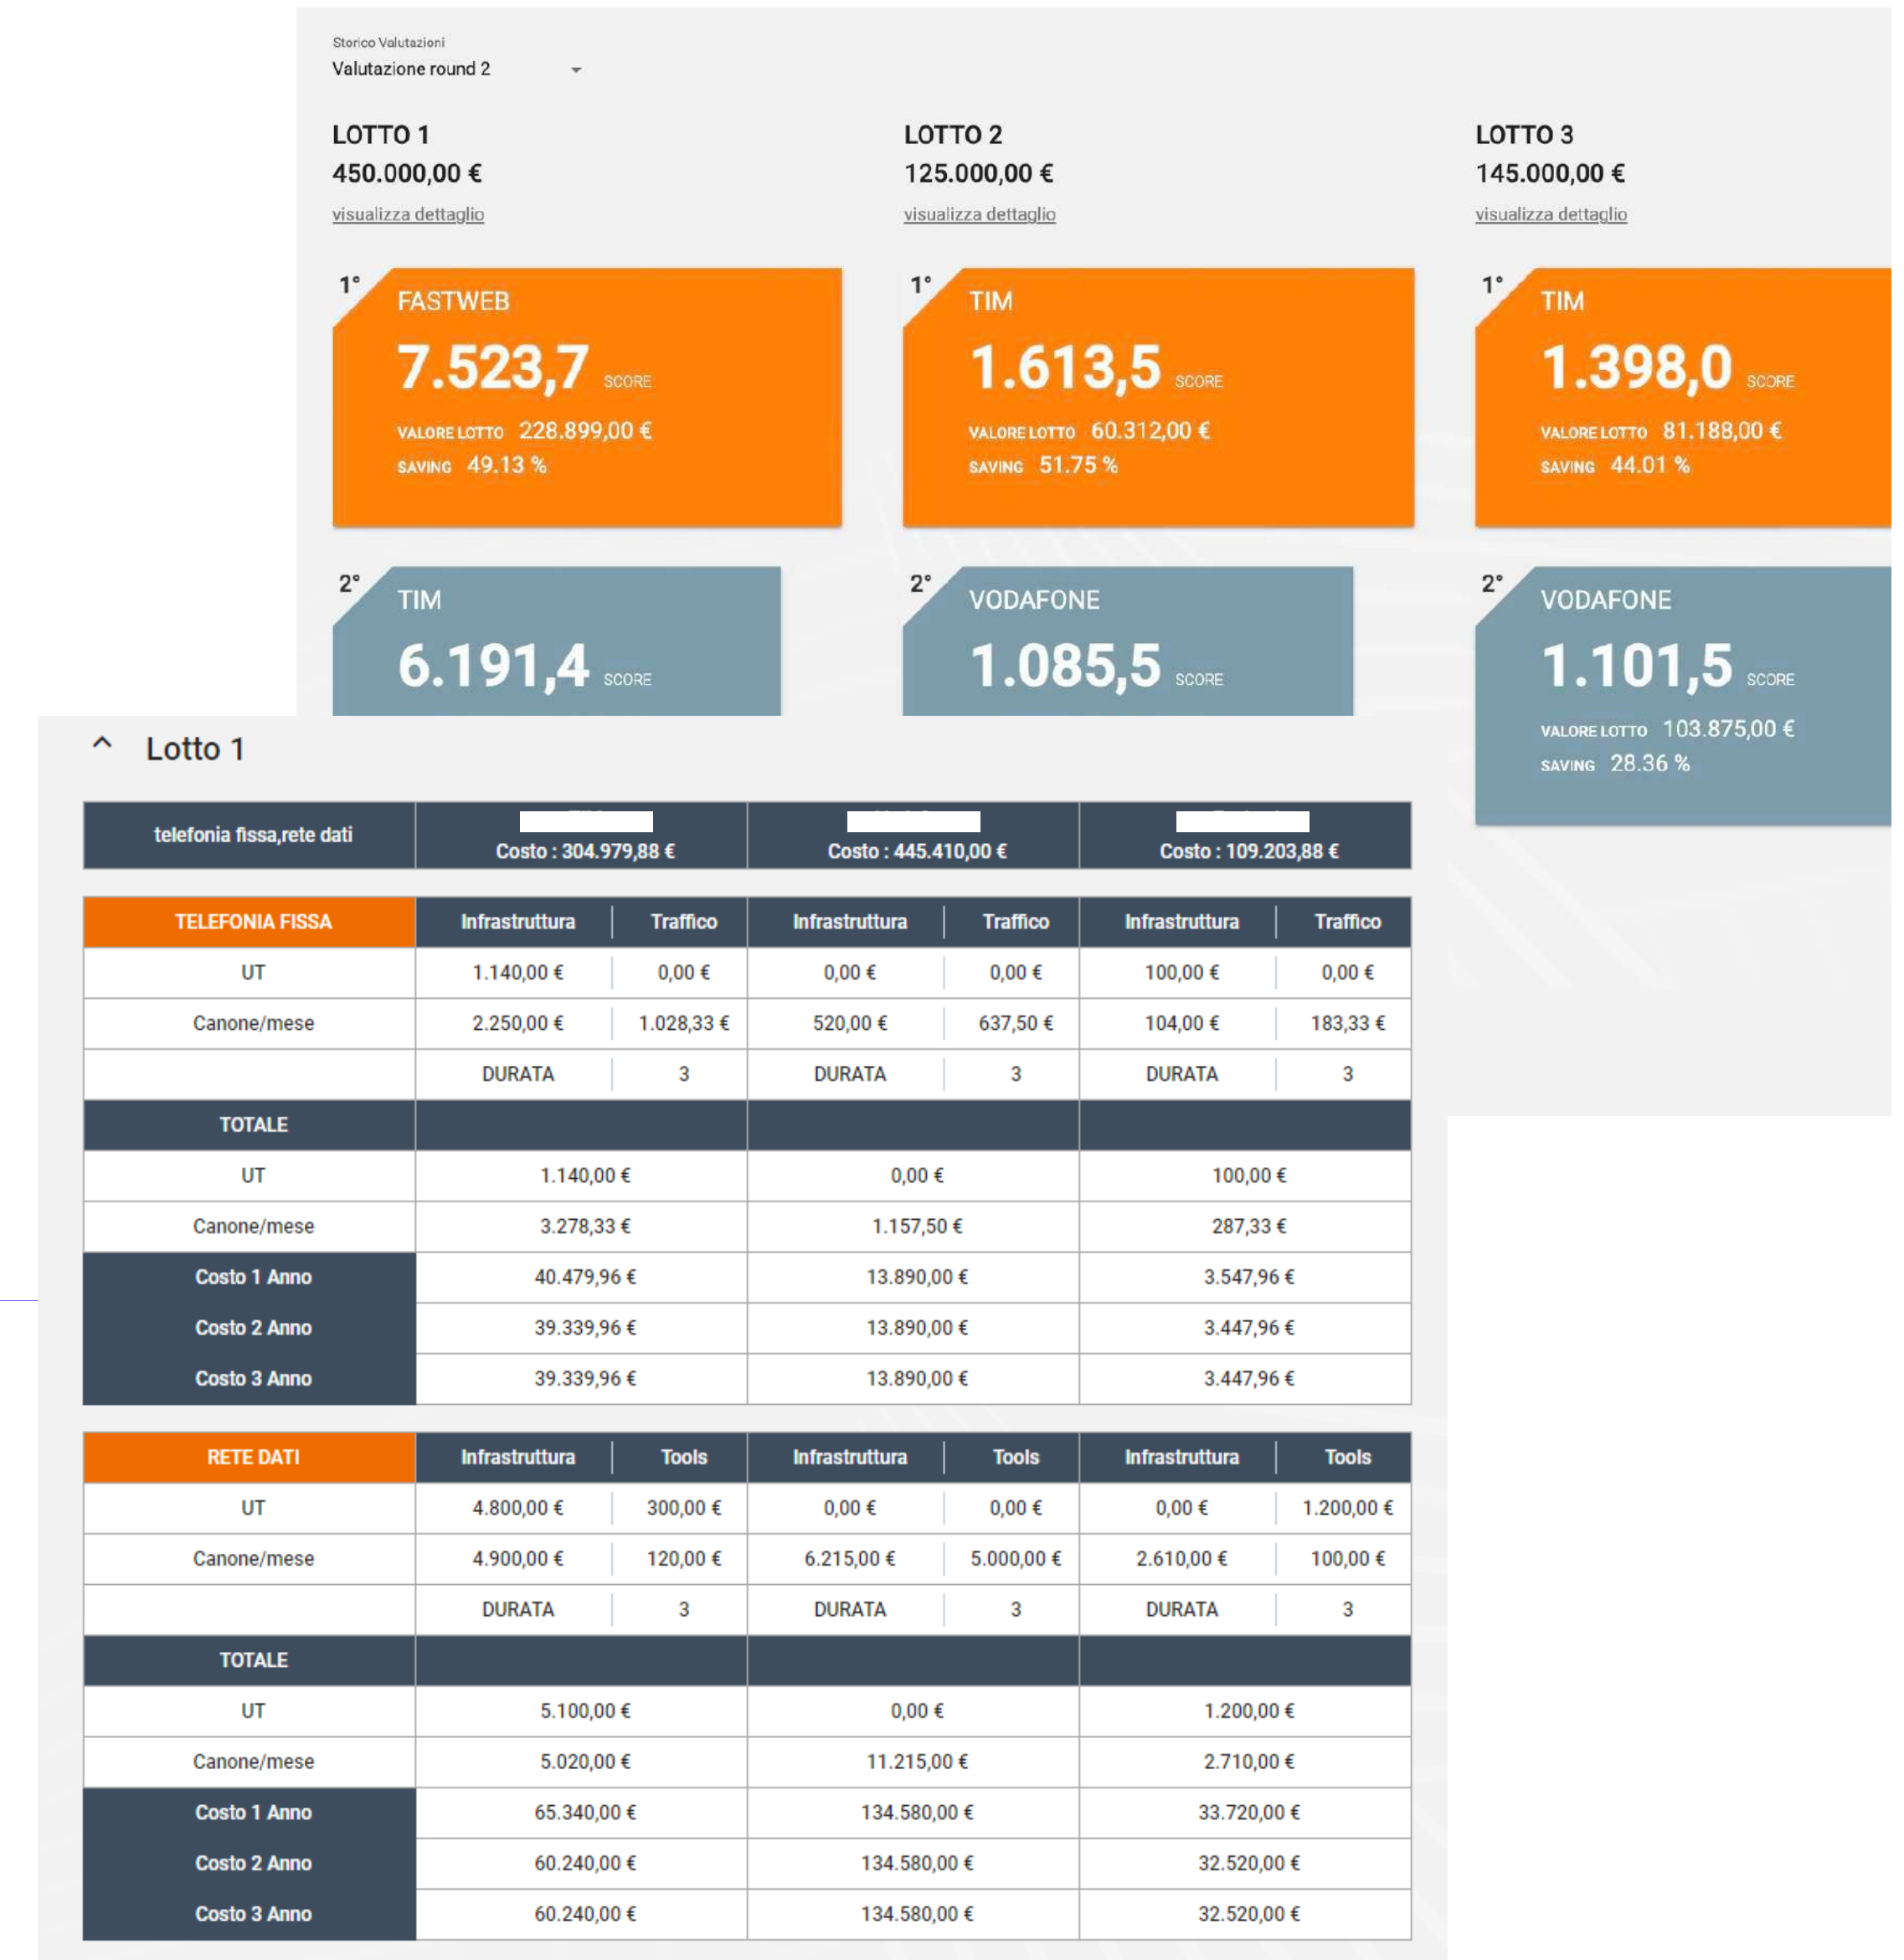 Storico Valutazioni
Valutazione round 2
LOTTO 1
450.000,00 €
visualizza dettaglio
1°
FASTWEB
7.523,7 SCORE
VALORE LOTTO 228.899,00 €
SAVING 49.13 %
2°
TIM
6.191,4 SCORE
LOTTO 2
125.000,00 €
visualizza dettaglio
1°
TIM
1.613,5 SCORE
VALORE LOTTO 60.312,00 €
SAVING 51.75 %
2°
VODAFONE
1.085,5 SCORE
LOTTO 3
145.000,00 €
visualizza dettaglio
1°
TIM
1.398,0 SCORE
VALORE LOTTO 81.188,00 €
SAVING 44.01 %
2°
VODAFONE
1.101,5 SCORE
VALORE LOTTO 103.875,00 €
SAVING 28.36 %
Lotto 1
telefonia fissa,rete dati Costo : 304.979,88 € Costo : 445.410,00 € Costo : 109.203,88 €
TELEFONIA FISSA Infrastruttura Traffico Infrastruttura Traffico Infrastruttura Traffico
UT 1.140,00 € 0,00 € 0,00 € 0,00 € 100,00 € 0,00 €
Canone/mese 2.250,00 € 1.028,33 € 520,00 € 637,50 € 104,00 € 183,33 €
DURATA 3 DURATA 3 DURATA 3
TOTALE
UT 1.140,00 € 0,00 € 100,00 €
Canone/mese 3.278,33 € 1.157,50 € 287,33 €
Costo 1 Anno 40.479,96 € 13.890,00 € 3.547,96 €
Costo 2 Anno 39.339,96 € 13.890,00 € 3.447,96 €
Costo 3 Anno 39.339,96 € 13.890,00 € 3.447,96 €
RETE DATI Infrastruttura Tools Infrastruttura Tools Infrastruttura Tools
UT 4.800,00 € 300,00 € 0,00 € 0,00 € 0,00 € 1.200,00 €
Canone/mese 4.900,00 € 120,00 € 6.215,00 € 5.000,00 € 2.610,00 € 100,00 €
DURATA 3 DURATA 3 DURATA 3
TOTALE
UT 5.100,00 € 0,00 € 1.200,00 €
Canone/mese 5.020,00 € 11.215,00 € 2.710,00 €
Costo 1 Anno 65.340,00 € 134.580,00 € 33.720,00 €
Costo 2 Anno 60.240,00 € 134.580,00 € 32.520,00 €
Costo 3 Anno 60.240,00 € 134.580,00 € 32.520,00 €